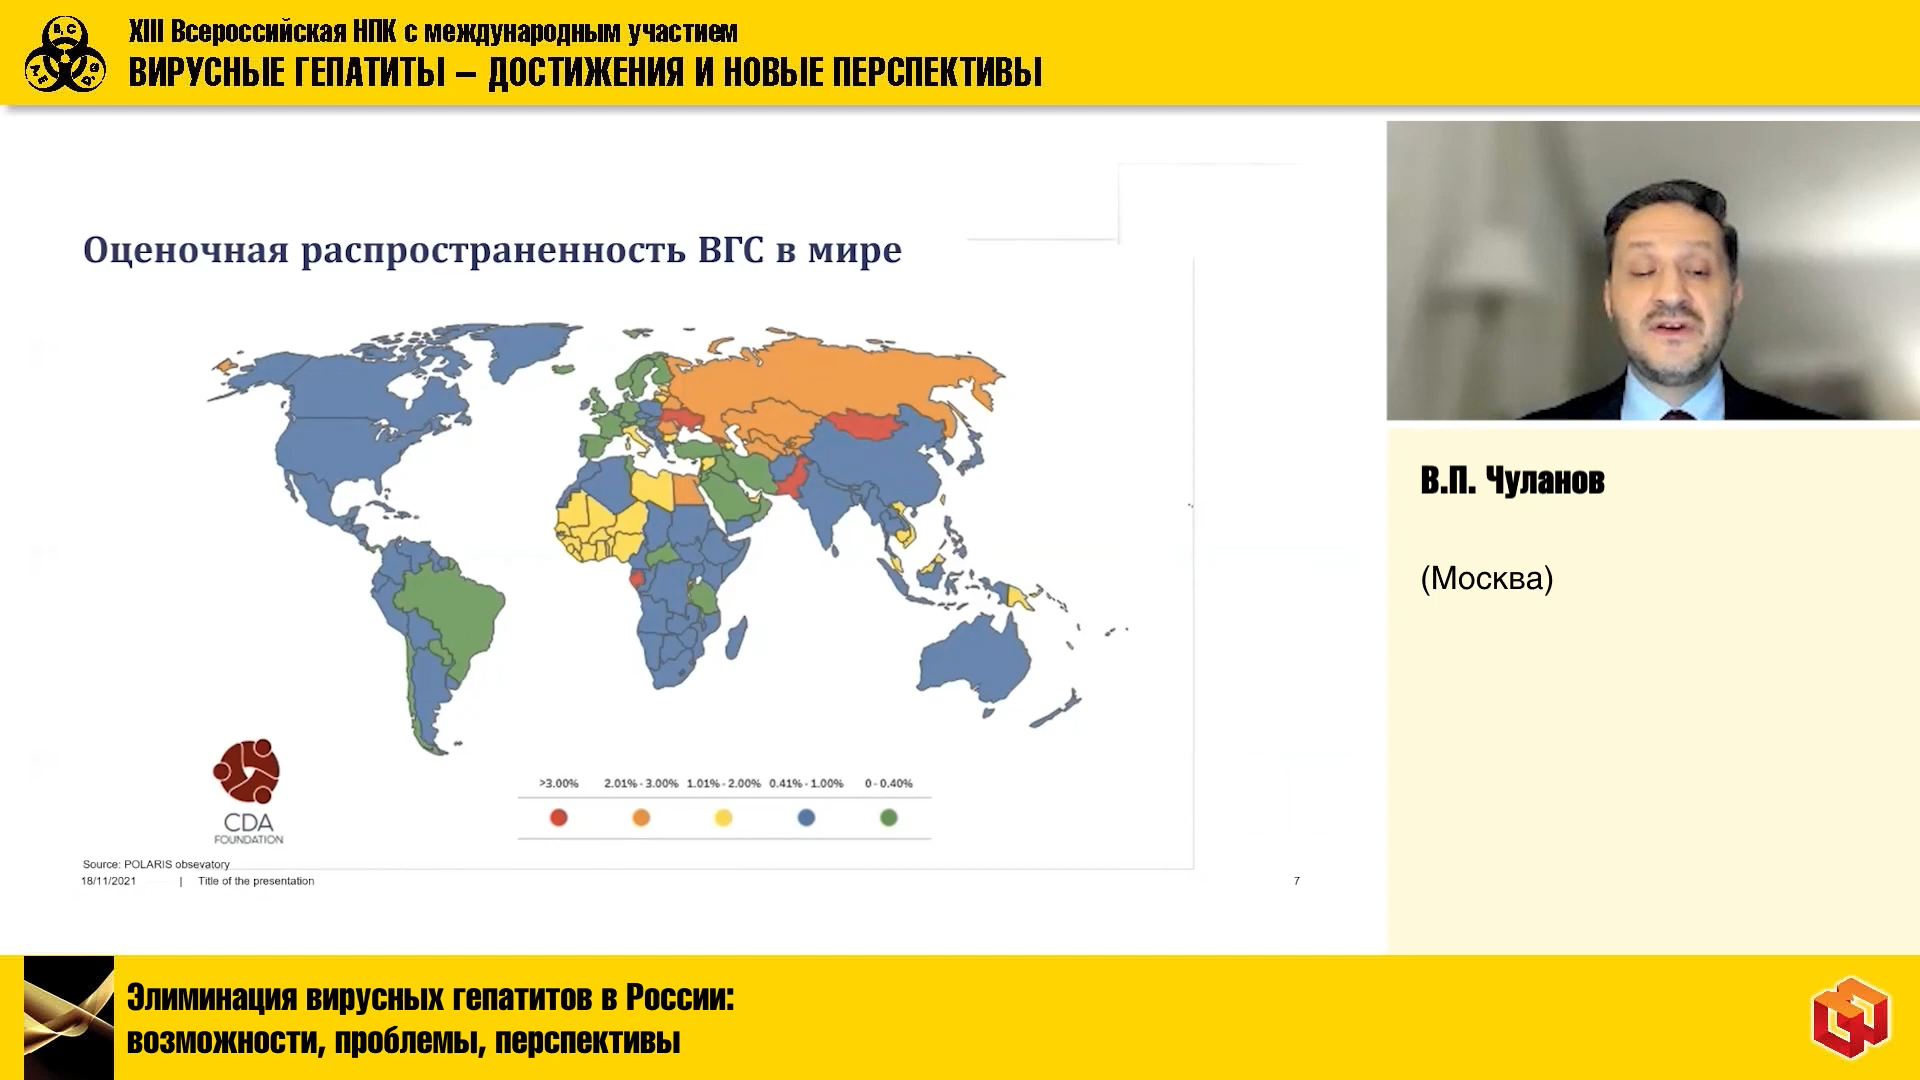 XIII Всероссийская НПК с международным участием
ВИРУСНЫЕ ГЕПАТИТЫ – ДОСТИЖЕНИЯ И НОВЫЕ ПЕРСПЕКТИВЫ
Оценочная распространенность ВГС в мире
>3.00% 2.01% - 3.00% 1.01% - 2.00% 0.41% - 1.00% 0 - 0.40%
CDA
FOUNDATION
Source: POLARIS obsevatory
18/11/2021 | Title of the presentation
7
В.П. Чуланов
(Москва)
Элиминация вирусных гепатитов в России:
возможности, проблемы, перспективы